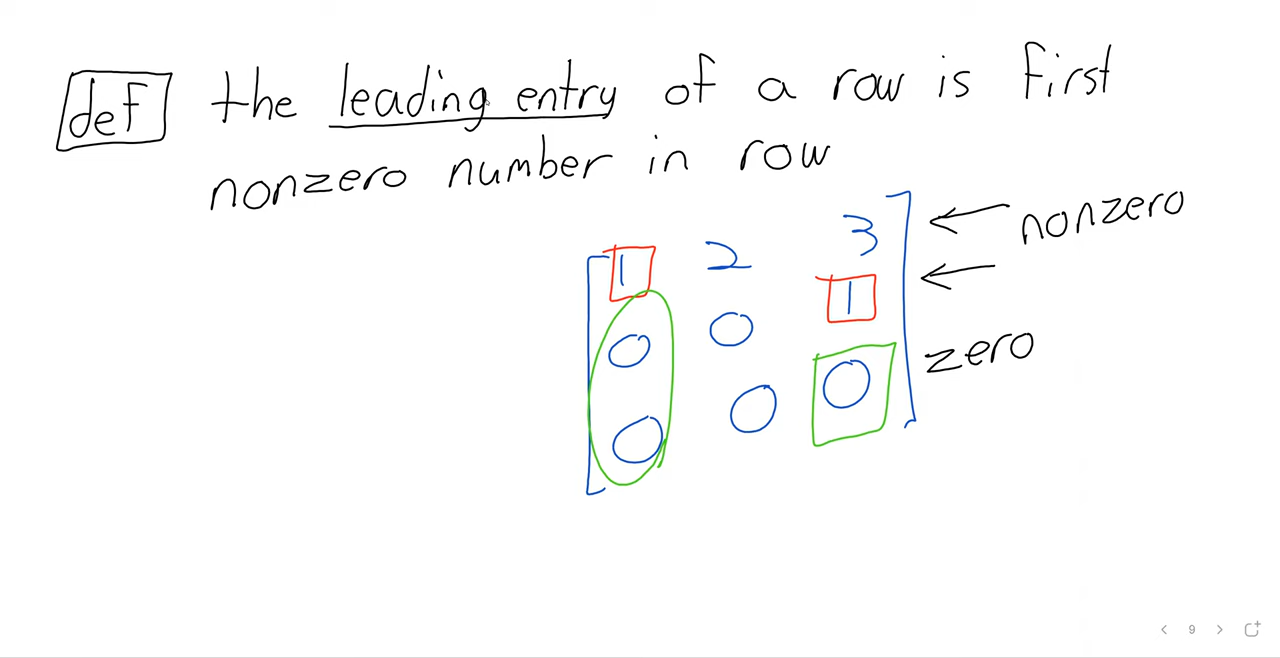 def the leading entry of a row is first
nonzero number in row
1 2 3 nonzero
0 0 1
0 0 0 zero
9